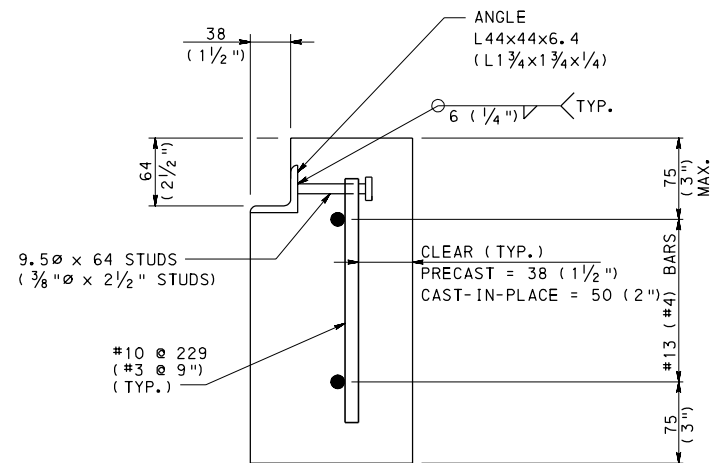 38
(1½")
ANGLE
L44x44x6.4
(L1¾x1¾x¼)
6 (¼")
TYP.
64
(2½")
75
(3")
MAX.
9.5ø x 64 STUDS
(⅜"ø x 2½" STUDS)
CLEAR (TYP.)
PRECAST = 38 (1½")
CAST-IN-PLACE = 50 (2")
#13 (#4) BARS
#10 @ 229
(#3 @ 9")
(TYP.)
75
(3")